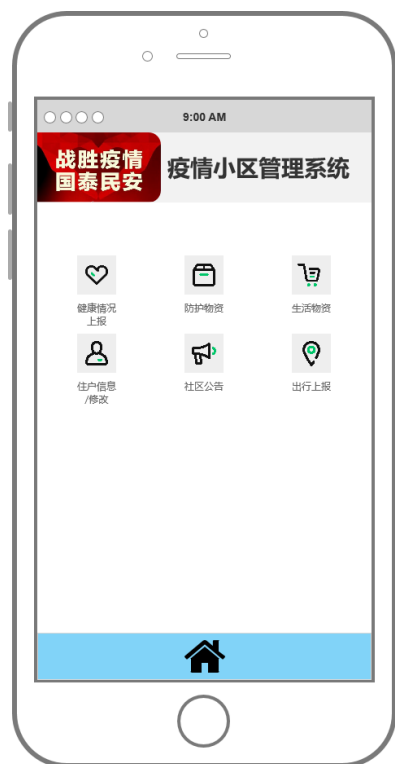 9:00 AM
战胜疫情
国泰民安
疫情小区管理系统
健康情况
上报
防护物资
生活物资
住户信息
/修改
社区公告
出行上报